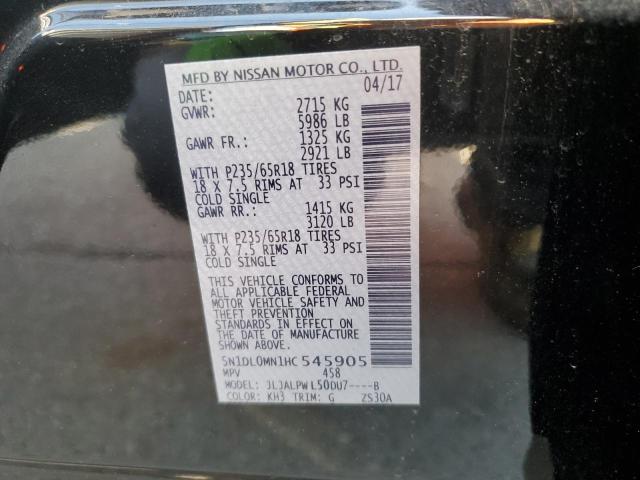 MFD BY NISSAN MOTOR CO., LTD.
DATE: 04/17
GVWR: 2715 KG
5986 LB
GAWR FR.: 1325 KG
2921 LB
WITH P235/65R18 TIRES
18 X 7.5 RIMS AT 33 PSI
COLD SINGLE
GAWR RR.: 1415 KG
3120 LB
WITH P235/65R18 TIRES
18 X 7.5 RIMS AT 33 PSI
COLD SINGLE
THIS VEHICLE CONFORMS TO
ALL APPLICABLE FEDERAL
MOTOR VEHICLE SAFETY AND
THEFT PREVENTION
STANDARDS IN EFFECT ON THE
DATE OF MANUFACTURE
SHOWN ABOVE.
5N1DL0MN1HC545905
MPV 458
MODEL: JLJALPWL50DU7----B
COLOR: KH3 TRIM: G ZS30A